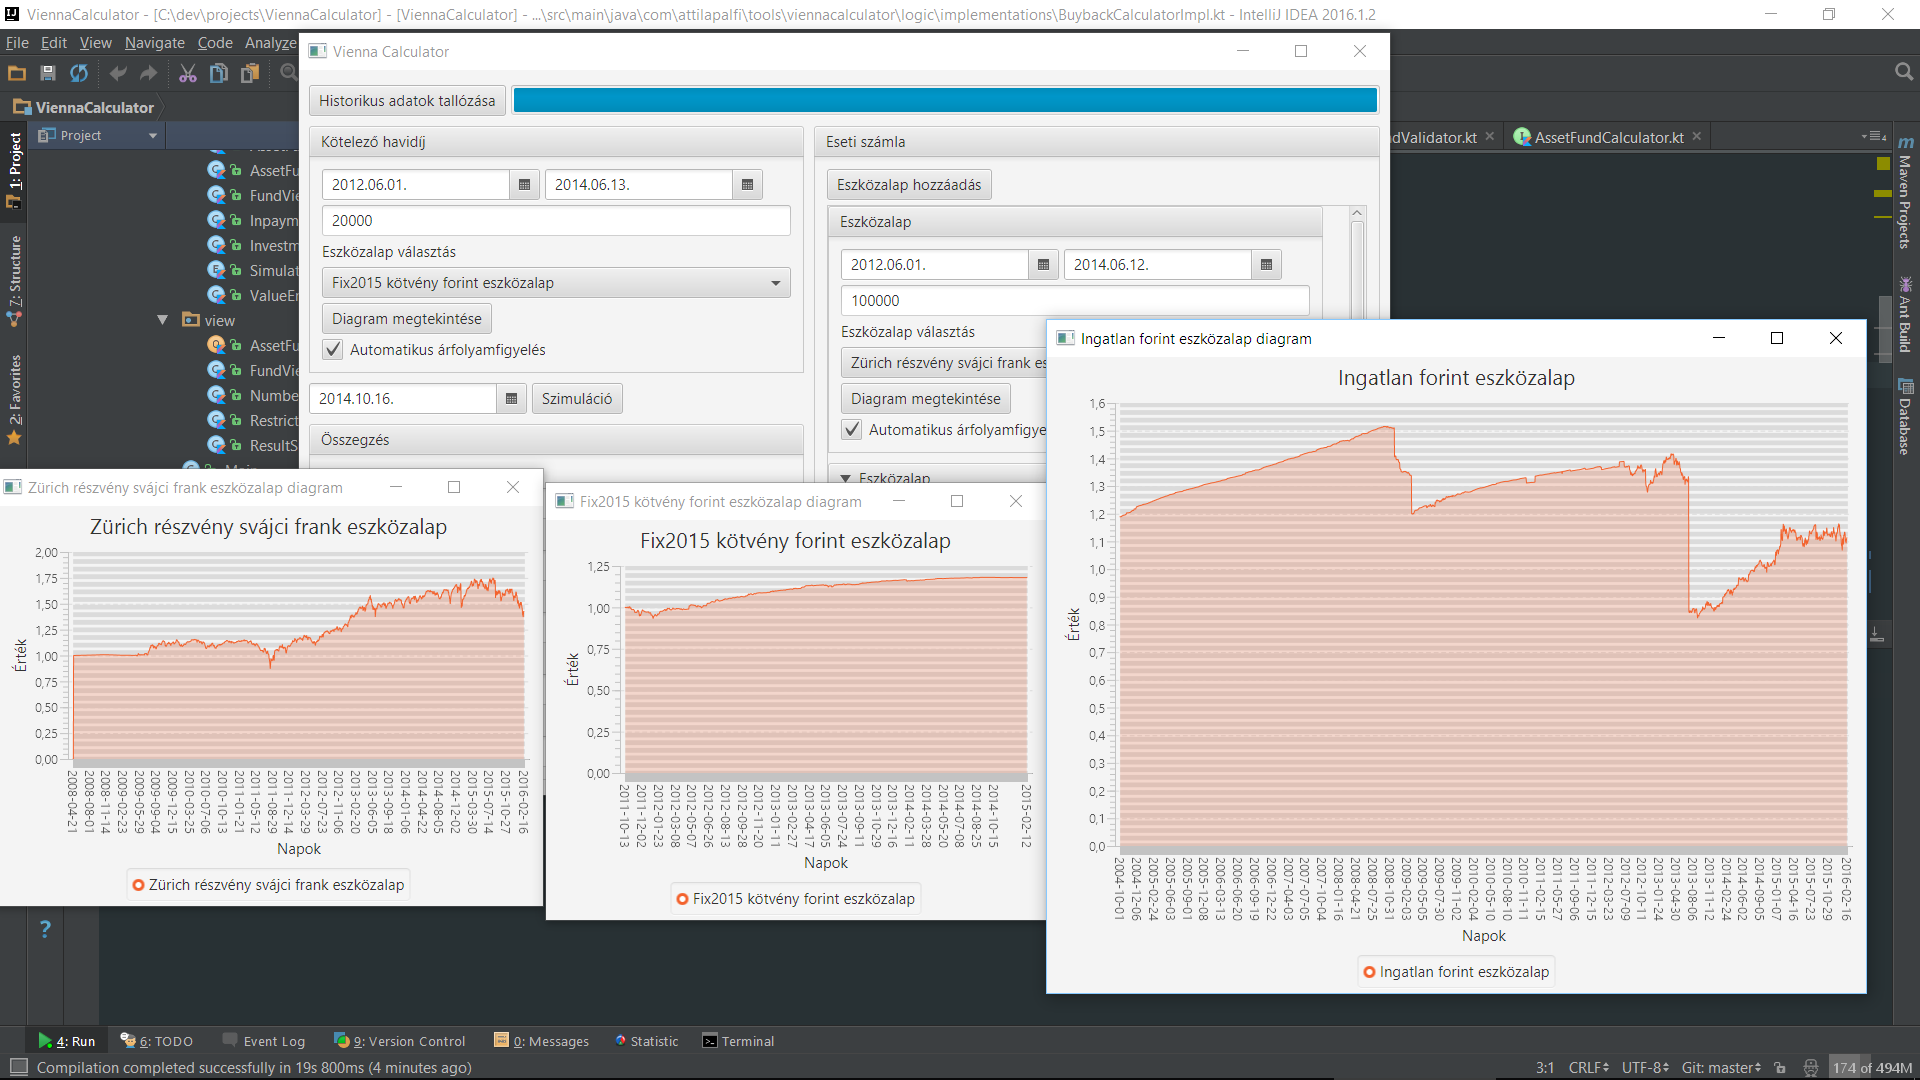 ViennaCalculator - [C:\dev\projects\ViennaCalculator] - [ViennaCalculator] - ...\src\main\java\com\attilapalfi\tools\viennacalculator\logic\implementations\BuybackCalculatorImpl.kt - IntelliJ IDEA 2016.1.2
File Edit View Navigate Code Analyze
ViennaCalculator
Project
1: Project
7: Structure
2: Favorites
AssetFu
FundVie
Inpaym
Investm
Simulat
ValueEr
view
AssetFu
FundVie
Numbe
Restrict
ResultS
dValidator.kt
AssetFundCalculator.kt
4
Maven Projects
Ant Build
Database
Vienna Calculator
Historikus adatok tallózása
Kötelező havidíj
2012.06.01.
2014.06.13.
20000
Eszközalap választás
Fix2015 kötvény forint eszközalap
Diagram megtekintése
Automatikus árfolyamfigyelés
2014.10.16.
Szimuláció
Összegzés
Eseti számla
Eszközalap hozzáadás
Eszközalap
2012.06.01.
2014.06.12.
100000
Eszközalap választás
Zürich részvény svájci frank es
Diagram megtekintése
Automatikus árfolyamfigye
Eszközalap
Zürich részvény svájci frank eszközalap diagram
Zürich részvény svájci frank eszközalap
Érték
2,00
1,75
1,50
1,25
1,00
0,75
0,50
0,25
0,00
2008-04-21
2008-08-01
2008-11-14
2009-02-23
2009-05-29
2009-09-04
2009-12-15
2010-03-25
2010-07-06
2010-10-13
2011-01-21
2011-05-12
2011-08-29
2011-12-14
2012-03-29
2012-07-23
2012-11-06
2013-02-20
2013-06-05
2013-09-18
2014-01-06
2014-04-22
2014-08-05
2014-12-02
2015-03-30
2015-07-14
2015-10-27
2016-02-16
Napok
Zürich részvény svájci frank eszközalap
Fix2015 kötvény forint eszközalap diagram
Fix2015 kötvény forint eszközalap
Érték
1,25
1,00
0,75
0,50
0,25
0,00
2011-10-13
2011-12-02
2012-01-23
2012-03-08
2012-05-07
2012-06-26
2012-08-13
2012-09-28
2012-11-20
2013-01-11
2013-02-27
2013-04-17
2013-06-05
2013-07-24
2013-09-11
2013-10-29
2013-12-16
2014-02-11
2014-03-28
2014-05-20
2014-07-08
2014-08-25
2014-10-15
2015-02-12
Napok
Fix2015 kötvény forint eszközalap
Ingatlan forint eszközalap diagram
Ingatlan forint eszközalap
Érték
1,6
1,5
1,4
1,3
1,2
1,1
1,0
0,9
0,8
0,7
0,6
0,5
0,4
0,3
0,2
0,1
0,0
2004-10-01
2004-12-06
2005-02-24
2005-06-01
2005-09-01
2005-12-08
2006-03-13
2006-06-20
2006-09-19
2006-12-22
2007-04-03
2007-07-05
2007-10-04
2008-01-16
2008-04-21
2008-07-25
2008-10-31
2009-02-03
2009-05-05
2009-07-30
2009-11-02
2010-02-04
2010-05-10
2010-08-10
2010-11-11
2011-02-15
2011-05-27
2011-09-06
2011-12-15
2012-03-23
2012-07-09
2012-10-11
2013-01-24
2013-04-30
2013-08-06
2013-11-12
2014-02-24
2014-06-02
2014-09-05
2015-01-07
2015-04-16
2015-07-23
2015-10-29
2016-02-16
Napok
Ingatlan forint eszközalap
?
4: Run
6: TODO
Event Log
9: Version Control
0: Messages
Statistic
Terminal
Compilation completed successfully in 19s 800ms (4 minutes ago)
3:1
CRLF
UTF-8
Git: master
174 of 494M